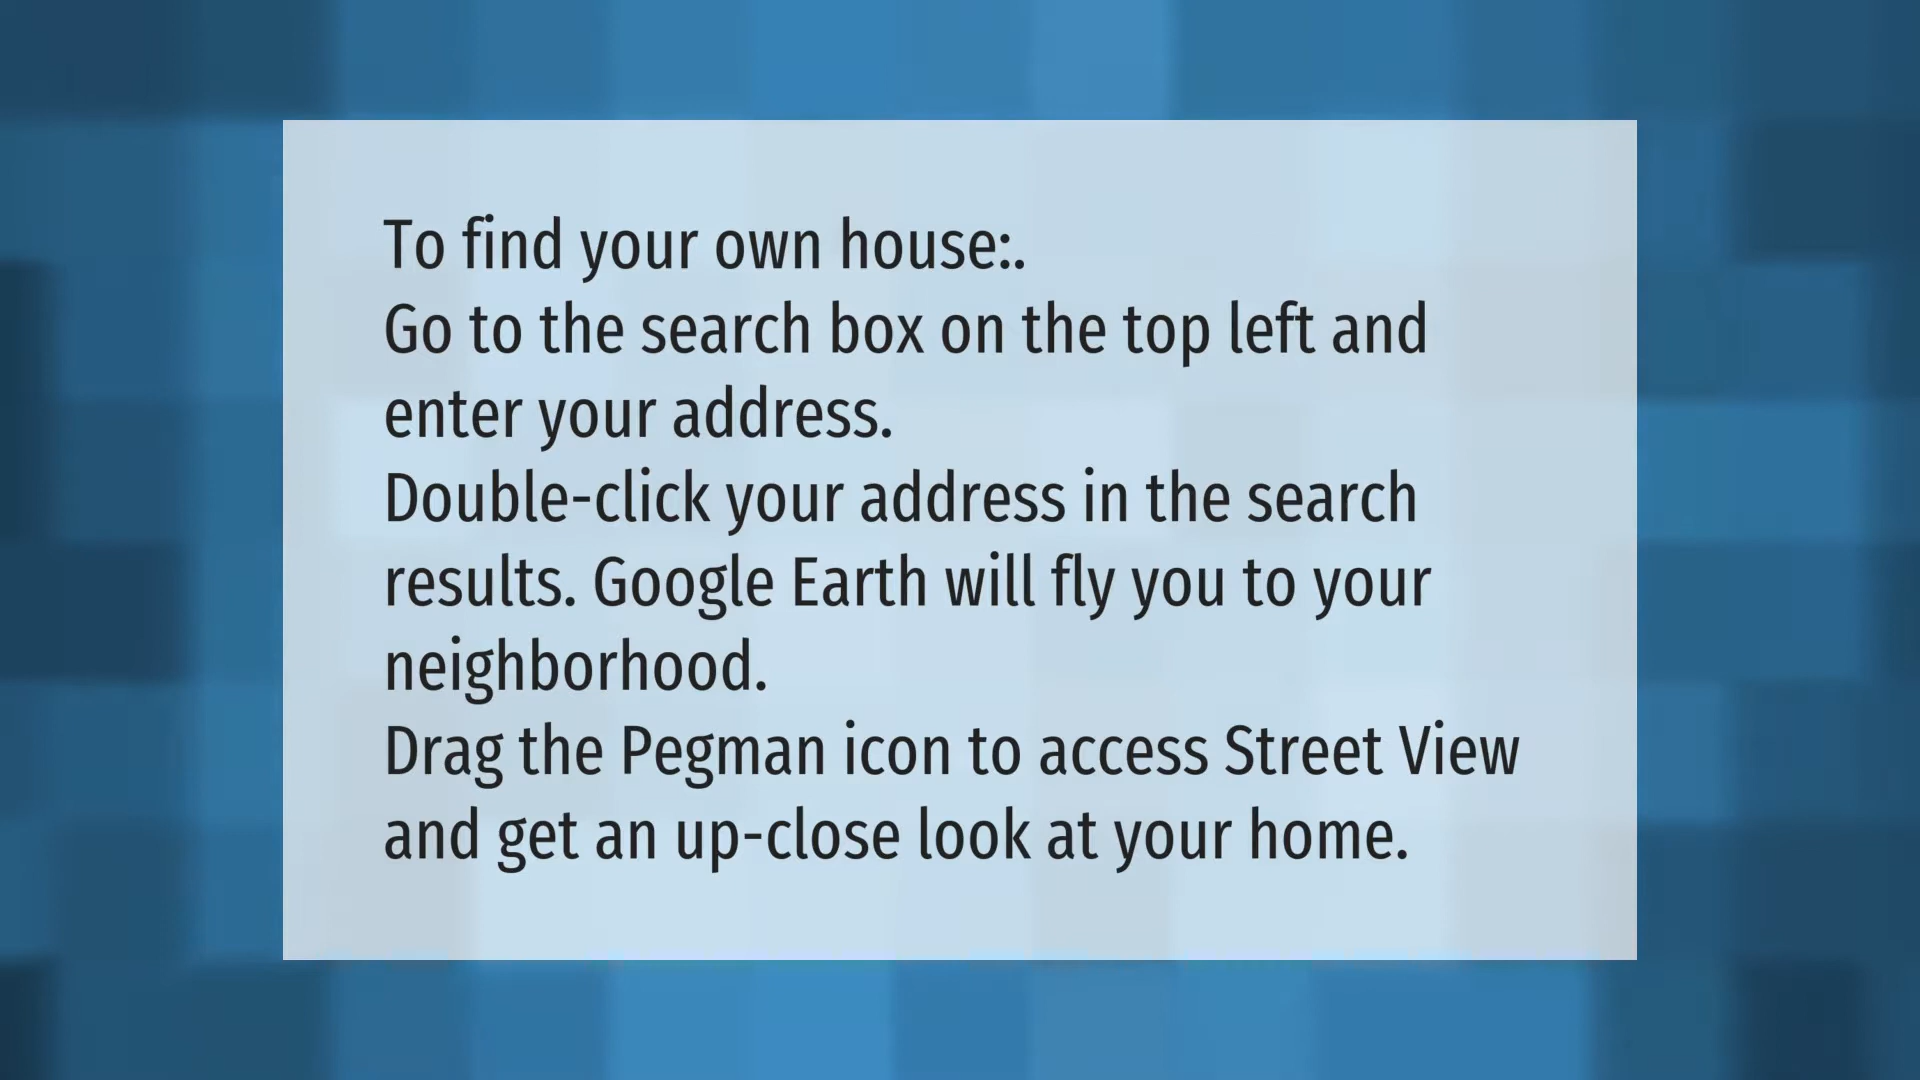 To find your own house:.
Go to the search box on the top left and
enter your address.
Double-click your address in the search
results. Google Earth will fly you to your
neighborhood.
Drag the Pegman icon to access Street View
and get an up-close look at your home.